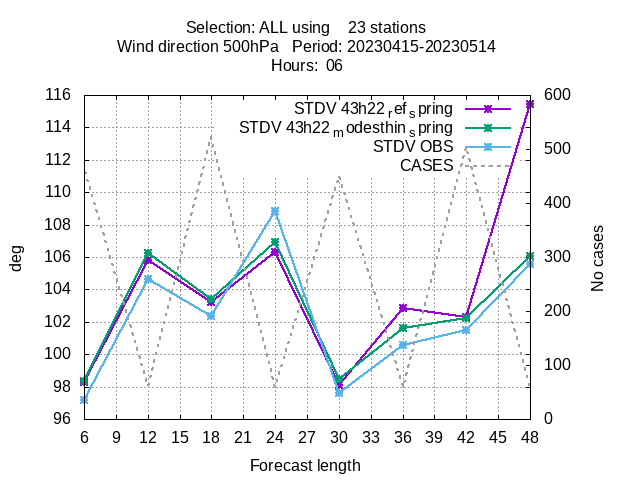 Selection: ALL using 23 stations
Wind direction 500hPa Period: 20230415-20230514
Hours: 06
STDV 43h22 ref spring
STDV 43h22 modesthin spring
STDV OBS
CASES
116
114
112
110
108
106
104
102
100
98
96
600
500
400
300
200
100
0
deg
No cases
6 9 12 15 18 21 24 27 30 33 36 39 42 45 48
Forecast length